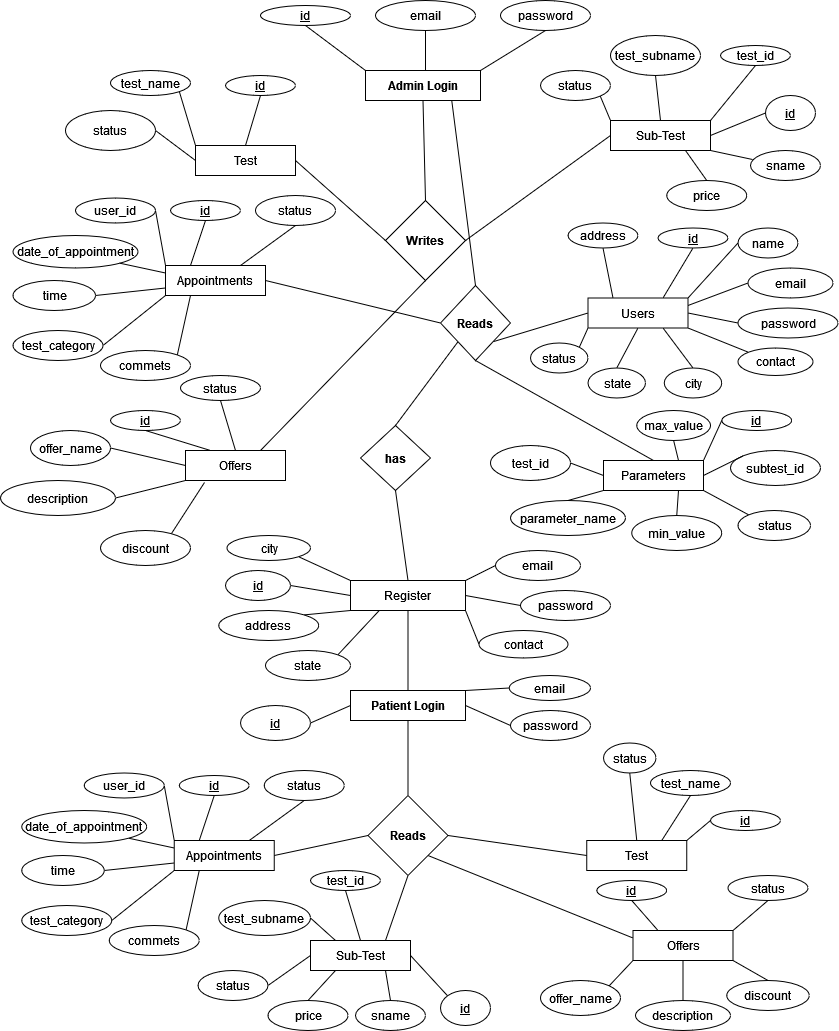 id
email
password
Admin Login
test_name
id
status
Test
test_subname
test_id
status
id
Sub-Test
sname
price
user_id
id
status
date_of_appointment
time
Appointments
test_category
commets
Writes
Reads
address
id
name
email
Users
password
status
contact
state
city
status
id
offer_name
Offers
description
discount
has
max_value
id
test_id
subtest_id
Parameters
parameter_name
status
min_value
city
id
Register
address
state
email
password
contact
Patient Login
id
email
password
user_id
id
status
date_of_appointment
time
Appointments
test_category
commets
Reads
status
test_name
id
Test
test_id
test_subname
Sub-Test
status
price
sname
id
id
status
Offers
offer_name
description
discount